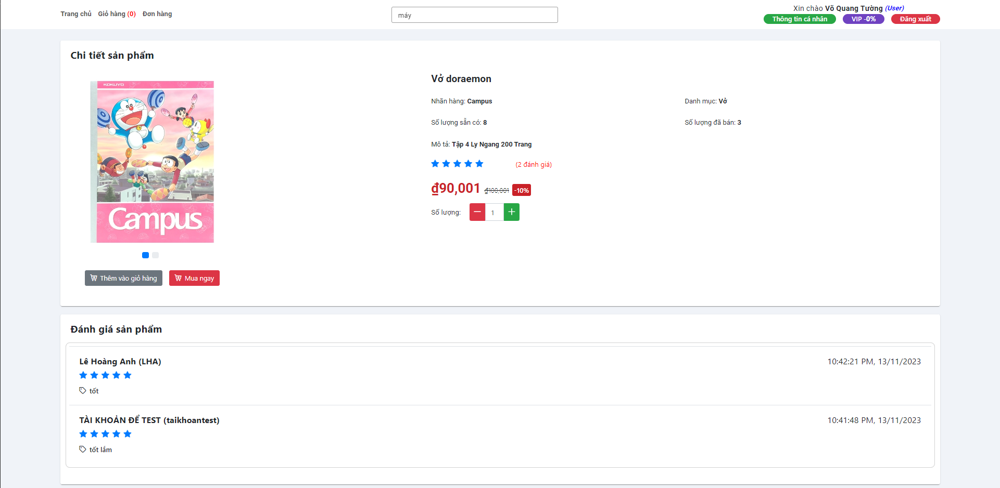 Trang chủ Giỏ hàng (0) Đơn hàng
máy
Xin chào Võ Quang Tường (User)
Thông tin cá nhân VIP -0% Đăng xuất
Chi tiết sản phẩm
KOKUYO
Campus
Thêm vào giỏ hàng Mua ngay
Vở doraemon
Nhãn hàng: Campus Danh mục: Vở
Số lượng sẵn có: 8 Số lượng đã bán: 3
Mô tả: Tập 4 Ly Ngang 200 Trang
(2 đánh giá)
₫90,001 ₫100,001 -10%
Số lượng: 1
Đánh giá sản phẩm
Lê Hoàng Anh (LHA) 10:42:21 PM, 13/11/2023
tốt
TÀI KHOẢN ĐỂ TEST (taikhoantest) 10:41:48 PM, 13/11/2023
tốt lắm